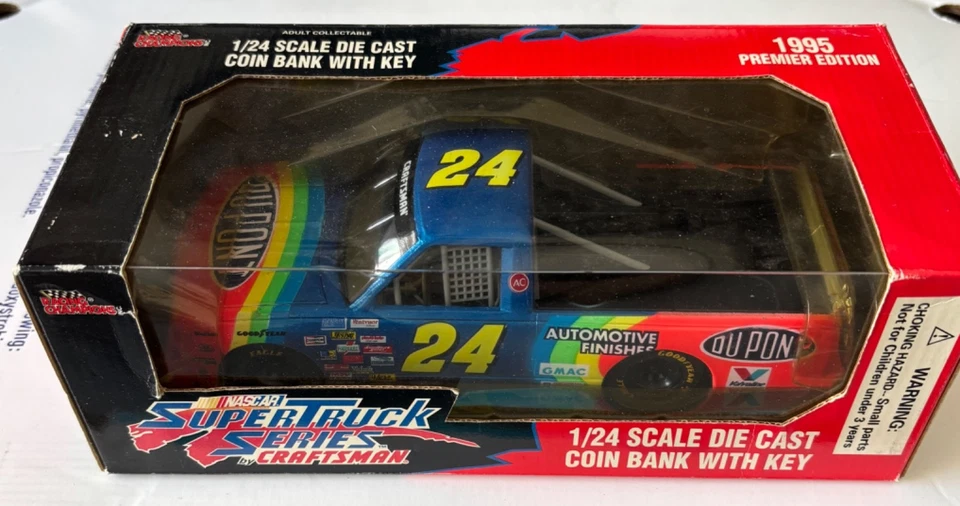 RACING CHAMPIONS
ADULT COLLECTABLE
1/24 SCALE DIE CAST
COIN BANK WITH KEY
1995
PREMIER EDITION
24
CRAFTSMAN
DUPONT
AC
RACING CHAMPIONS
GOODYEAR
EAGLE
24
AUTOMOTIVE
FINISHES
GMAC
GOODYEAR
DUPONT
Valvoline
NASCAR
SUPERTRUCK
SERIES
by CRAFTSMAN
1/24 SCALE DIE CAST
COIN BANK WITH KEY
WARNING:
CHOKING HAZARD--Small parts
Not for Children under 3 years